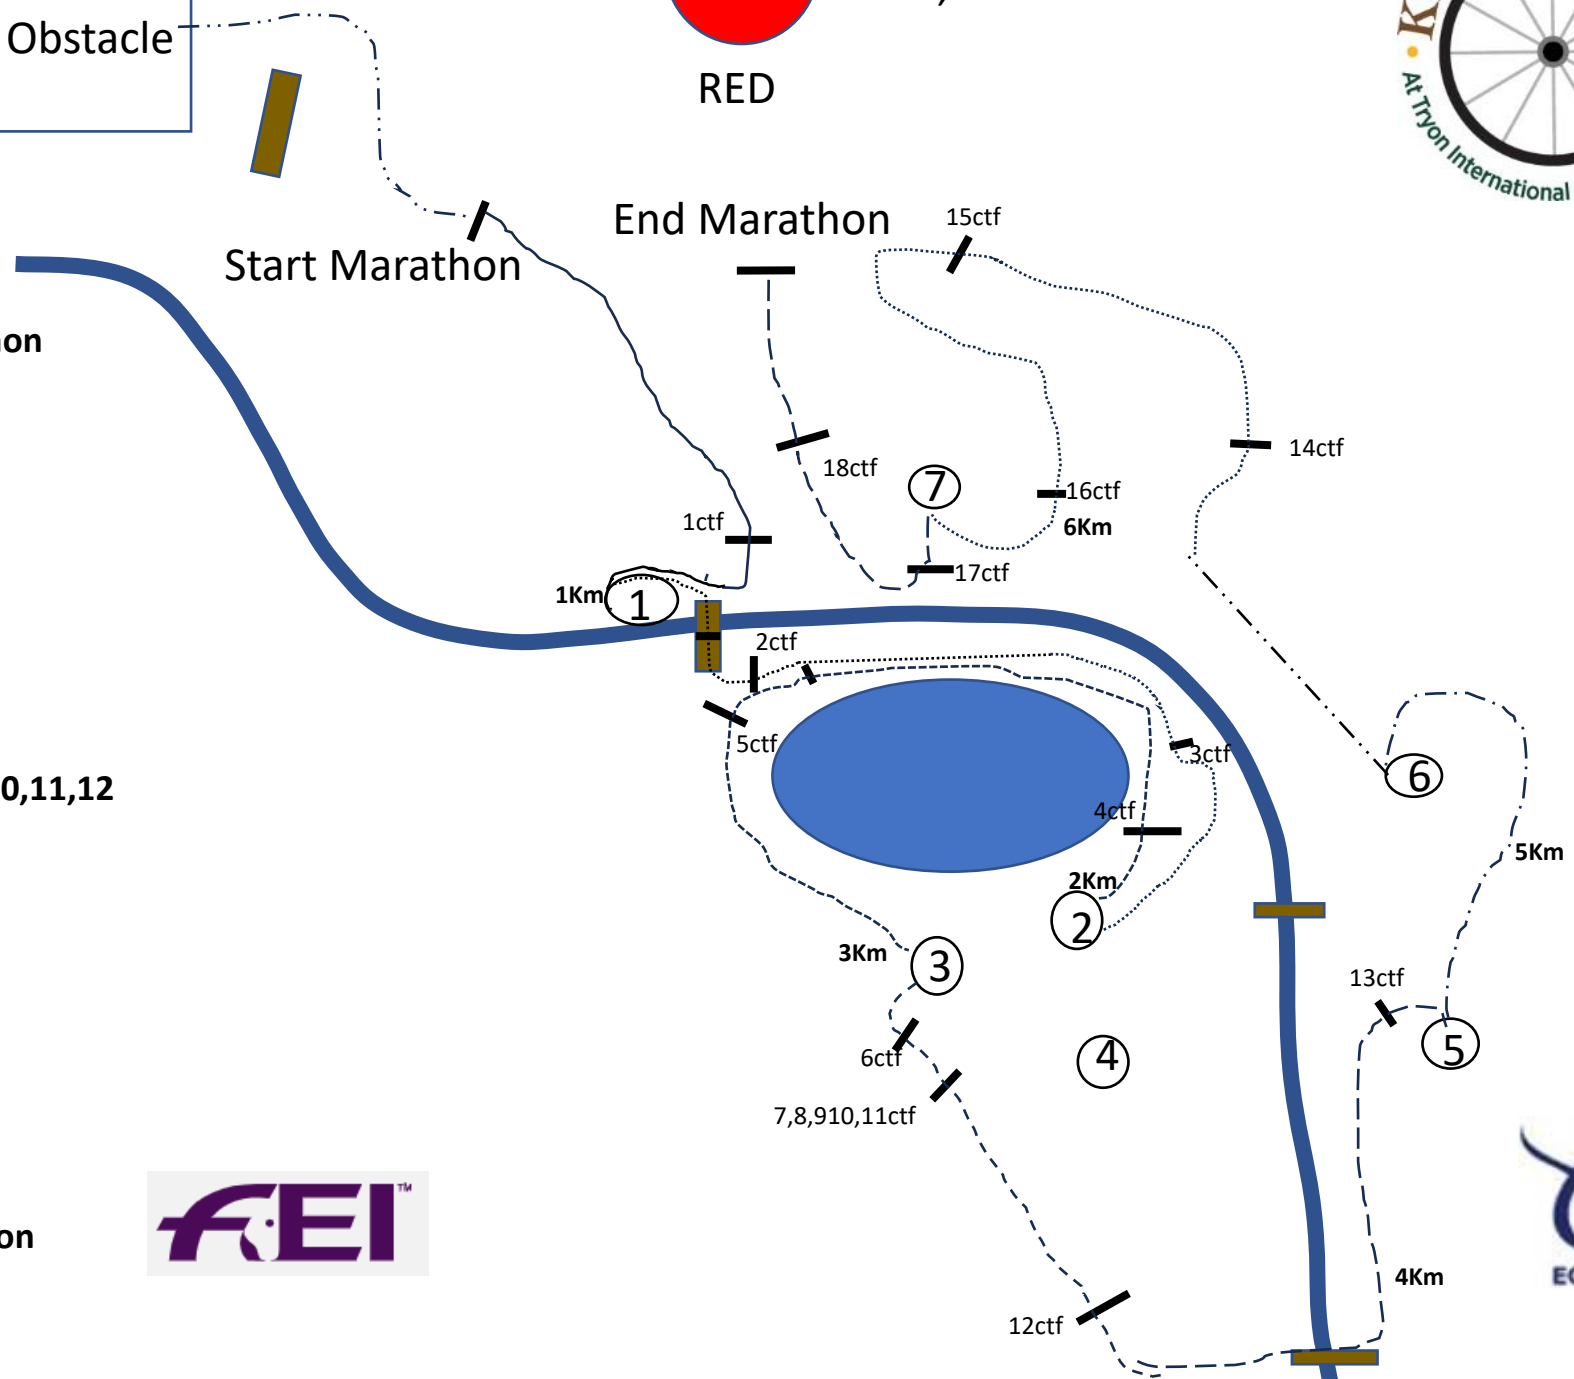 Obstacle
RED
K
At Tryon International
End Marathon
15ctf
Start Marathon
on
14ctf
18ctf
7
16ctf
6Km
1ctf
17ctf
1Km
1
2ctf
5ctf
3ctf
6
0,11,12
4ctf
5Km
2Km
2
3Km
3
13ctf
4
5
6ctf
7,8,910,11ctf
FEI™
on
4Km
12ctf